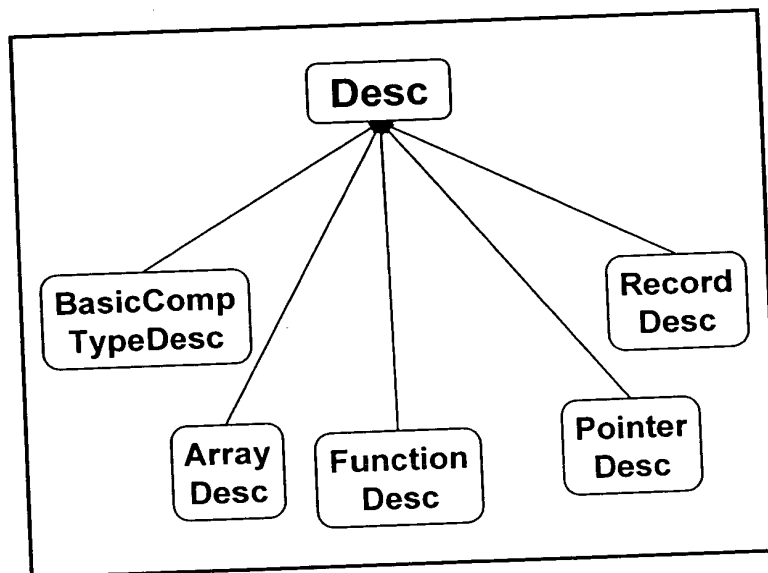 Desc
BasicComp
TypeDesc
Record
Desc
Array
Desc
Function
Desc
Pointer
Desc